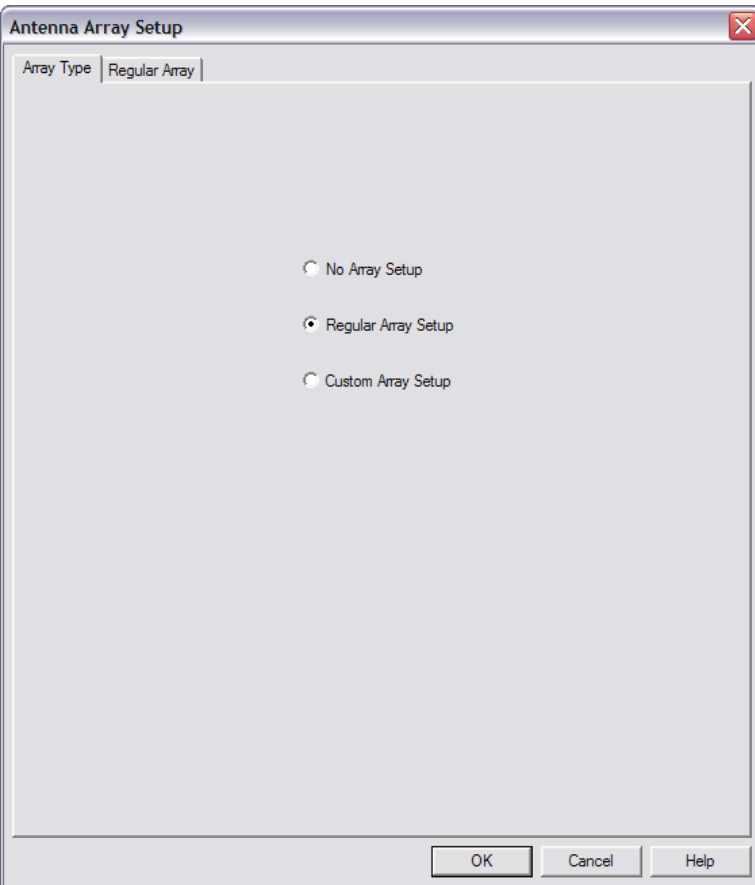 Antenna Array Setup
Array Type Regular Array
No Array Setup
Regular Array Setup
Custom Array Setup
OK Cancel Help